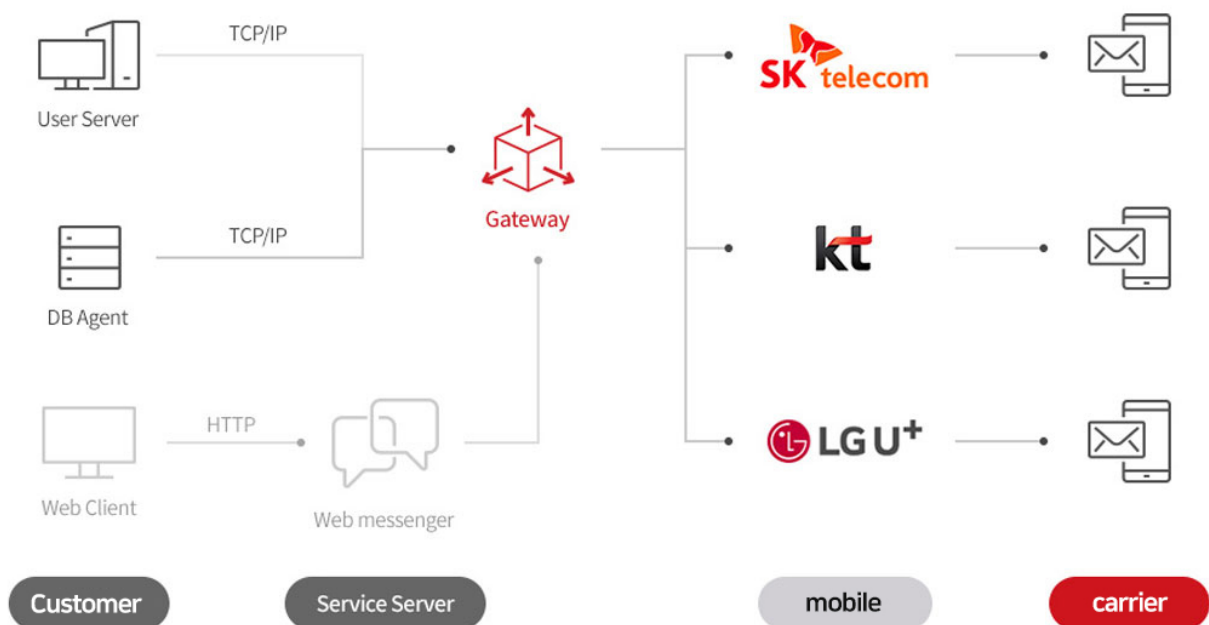 TCP/IP
User Server
SK telecom
Gateway
TCP/IP
DB Agent
kt
HTTP
Web Client
Web messenger
LG LG U+
Customer
Service Server
mobile
carrier